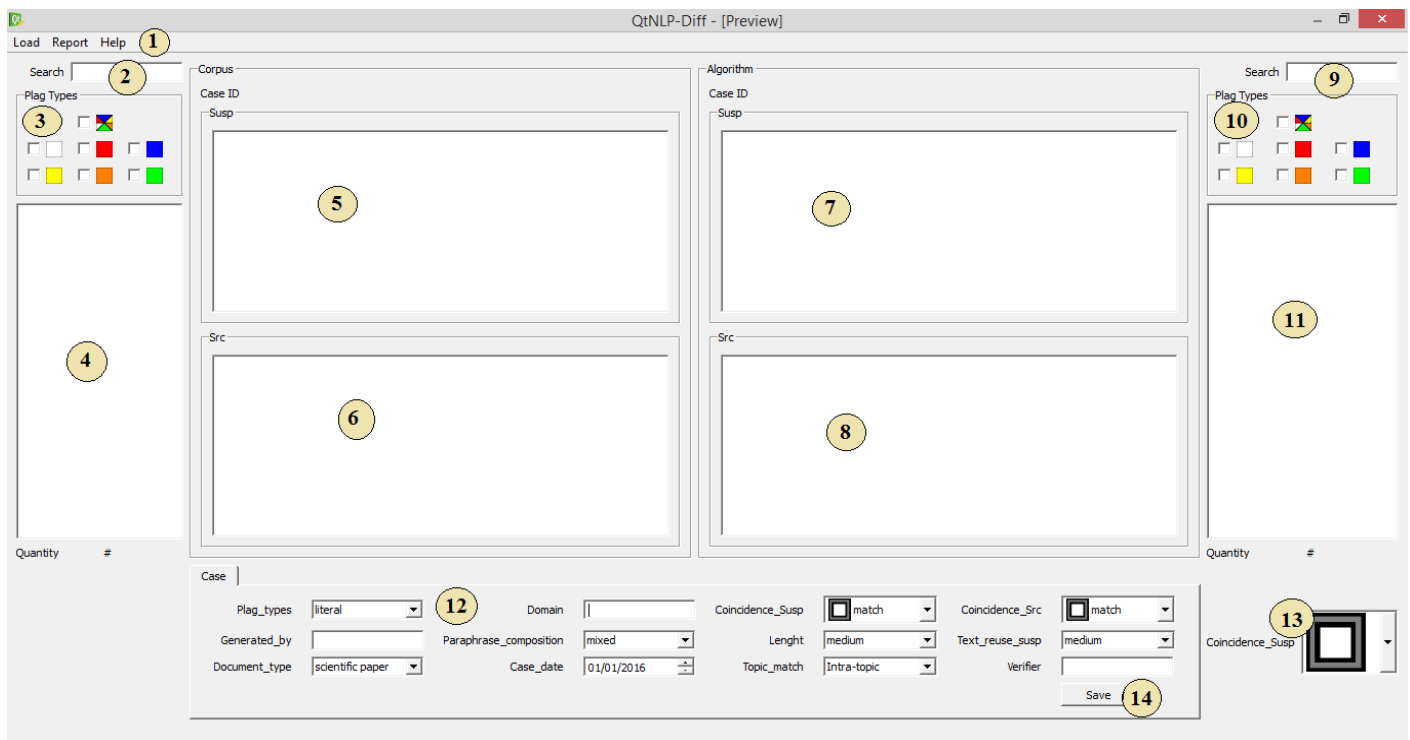 QtNLP-Diff - [Preview]
Load Report Help 1
Search 2
Plag Types
3
4
Quantity #
Corpus
Case ID
Susp
5
Src
6
Algorithm
Case ID
Susp
7
Src
8
Search 9
Plag Types
10
11
Quantity #
Case
Plag_types literal 12 Domain Coincidence_Susp match Coincidence_Src match
Generated_by Paraphrase_composition mixed Lenght medium Text_reuse_susp medium
Document_type scientific paper Case_date 01/01/2016 Topic_match Intra-topic Verifier
Save 14
Coincidence_Susp 13